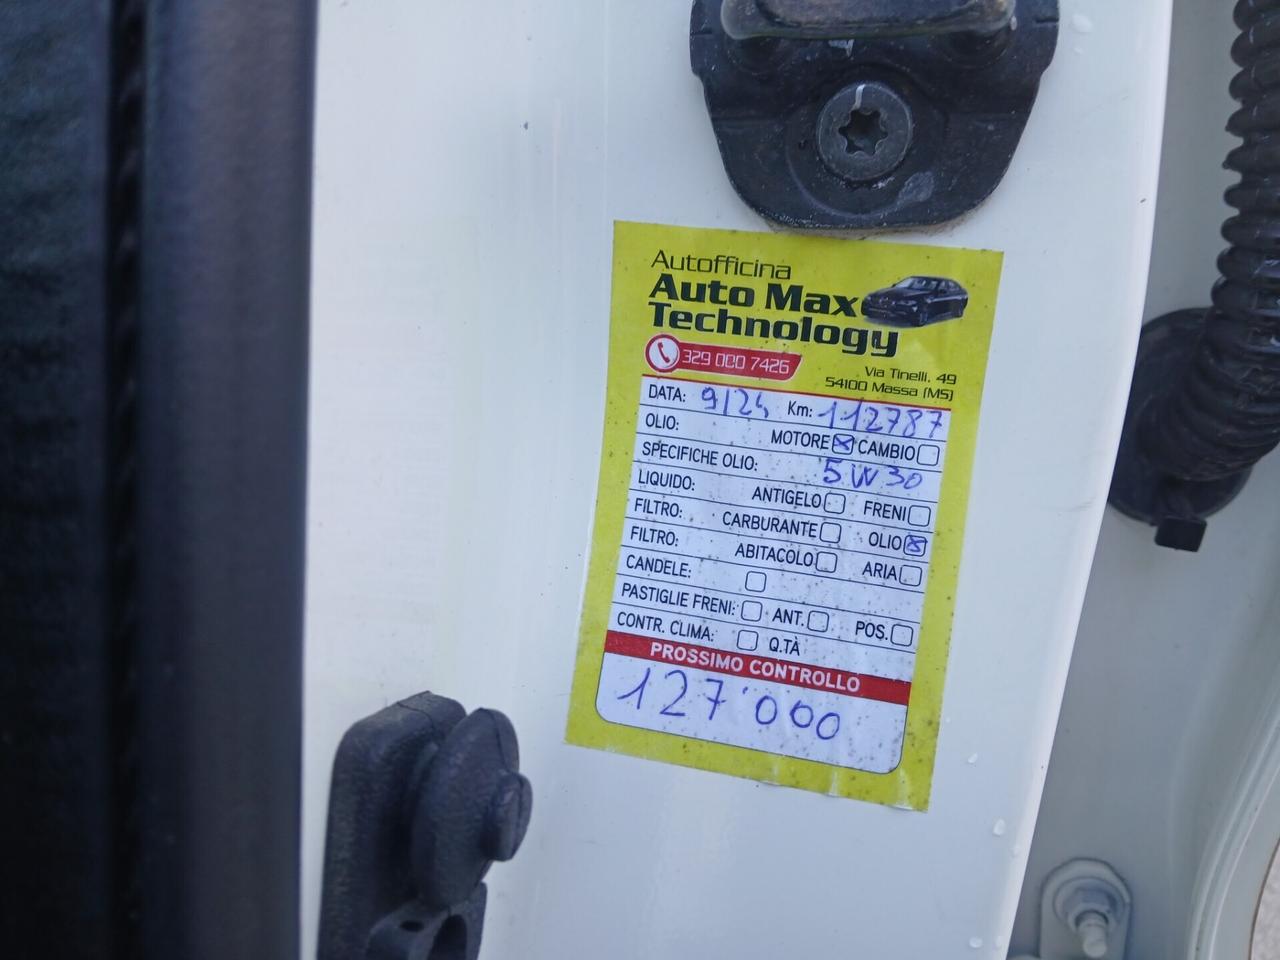 Autofficina
Auto Max
Technology
329 000 7426
Via Tinelli, 49
54100 Massa (MS)
DATA: 9/24 Km: 112787
OLIO: MOTORE CAMBIO
SPECIFICHE OLIO: 5W30
LIQUIDO: ANTIGELO FRENI
FILTRO: CARBURANTE OLIO
FILTRO: ABITACOLO ARIA
CANDELE:
PASTIGLIE FRENI: ANT. POS.
CONTR. CLIMA: Q.TÀ
PROSSIMO CONTROLLO
127'000